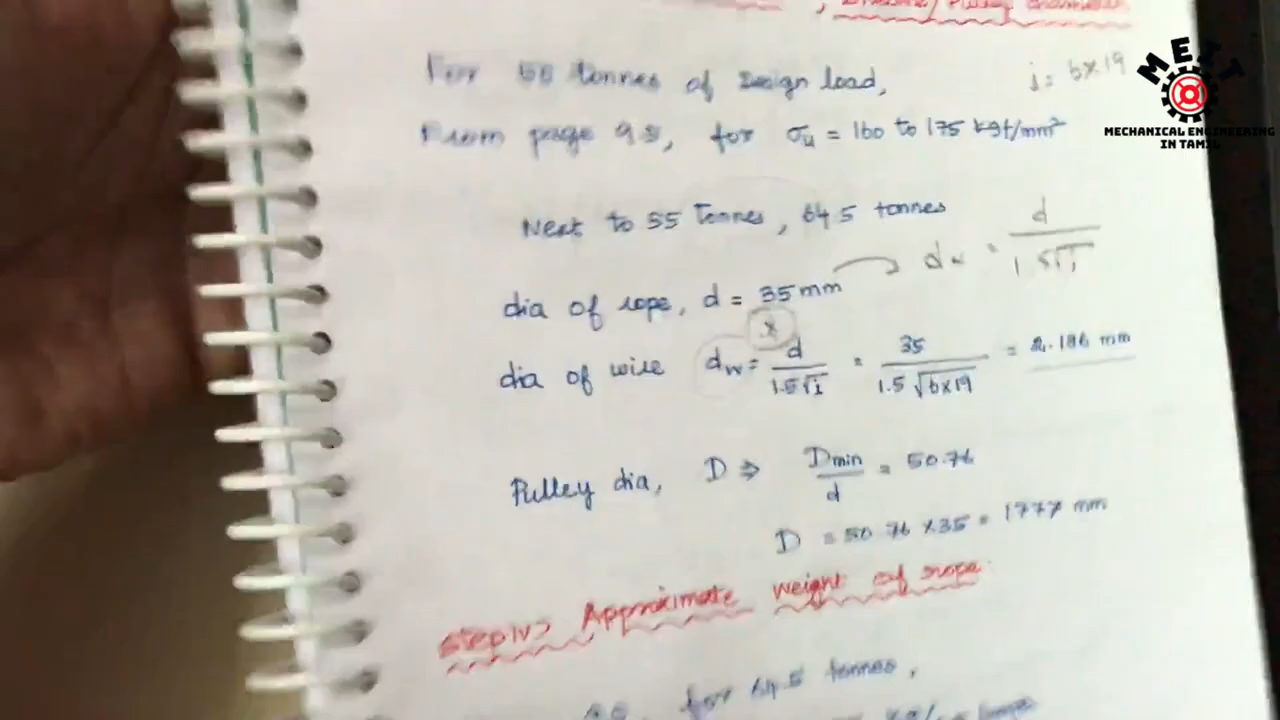 , Pulley diameter
For 55 tonnes of Design load,
i = 6×19
MEIT
MECHANICAL ENGINEERING
IN TAMIL
From page 9.5, for σu = 160 to 175 kgf/mm²
Next to 55 Tonnes, 64.5 tonnes
dia of rope, d = 35 mm
dw = d / 1.5√i
dia of wire dw = d / 1.5√i = 35 / 1.5√6×19 = 2.186 mm
Pulley dia, D ⇒ Dmin / d = 50.76
D = 50.76 × 35 = 1777 mm
Step IV> Approximate weight of rope
for 64.5 tonnes,